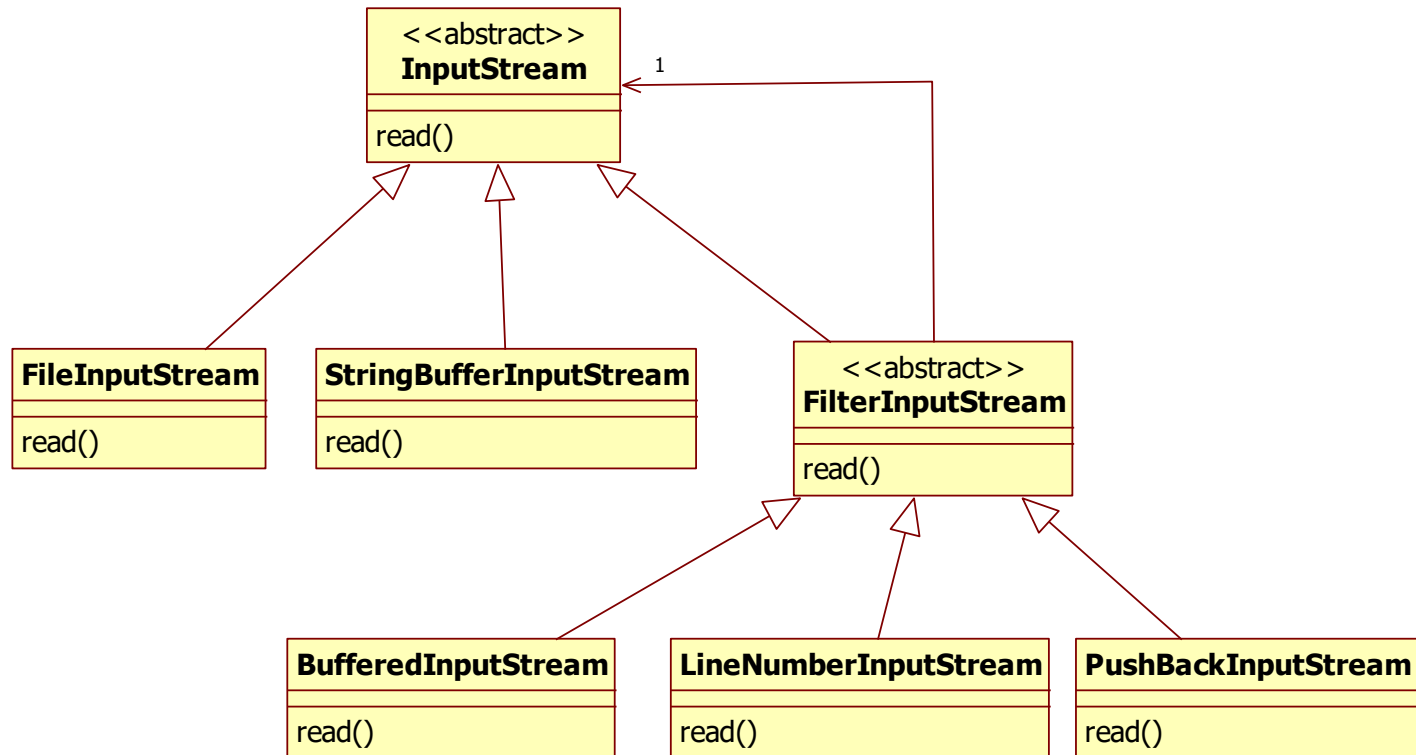 <<abstract>>
InputStream
read()
1
FileInputStream
read()
StringBufferInputStream
read()
<<abstract>>
FilterInputStream
read()
BufferedInputStream
read()
LineNumberInputStream
read()
PushBackInputStream
read()